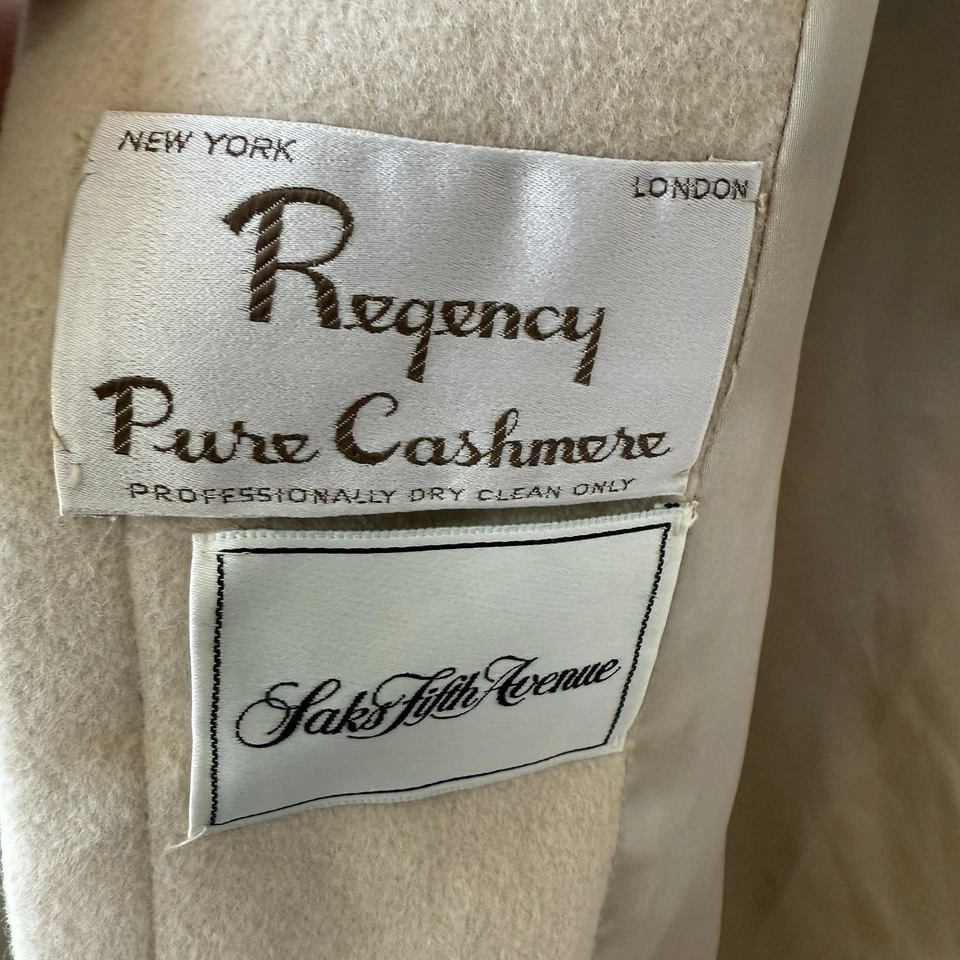 NEW YORK
LONDON
Regency
Pure Cashmere
PROFESSIONALLY DRY CLEAN ONLY
Saks Fifth Avenue